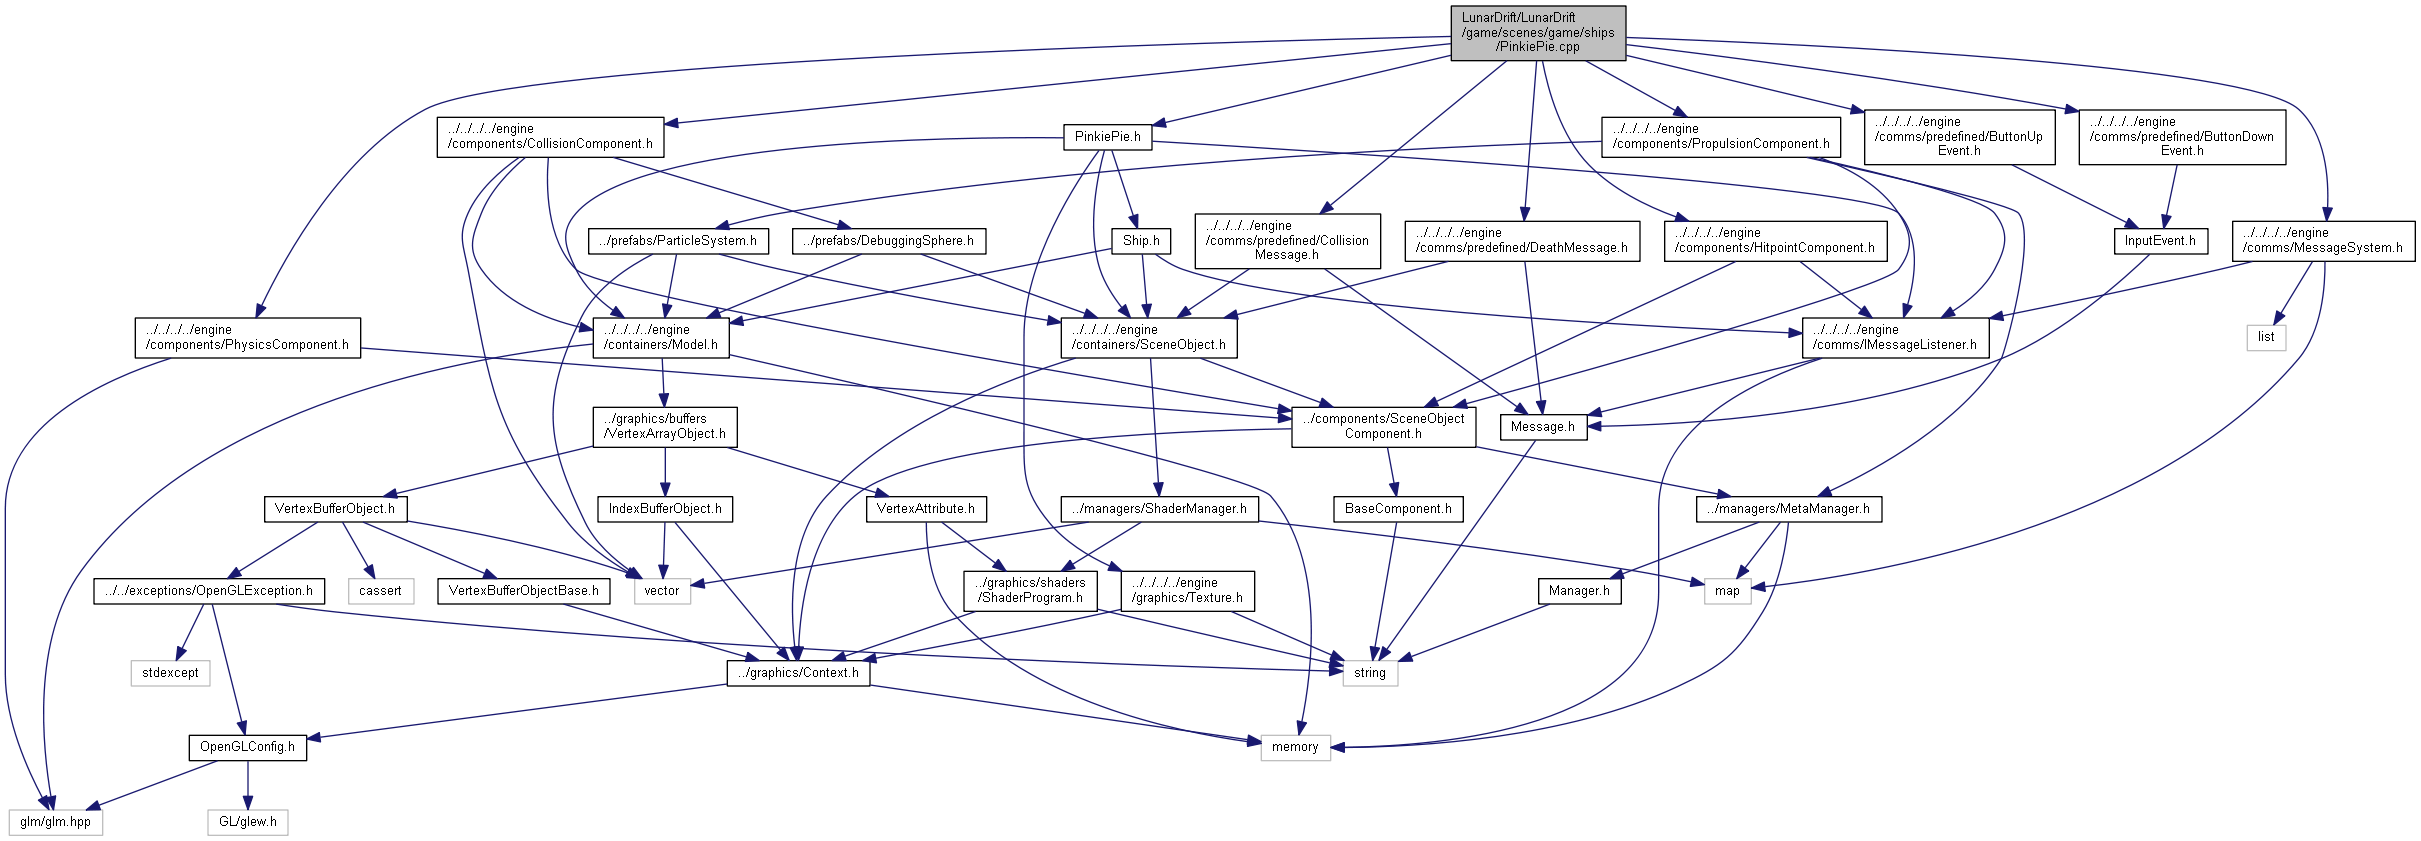 LunarDrift/LunarDrift
/game/scenes/game/ships
/PinkiePie.cpp
../../../../engine
/components/CollisionComponent.h
PinkiePie.h
../../../../engine
/components/PropulsionComponent.h
../../../../engine
/comms/predefined/ButtonUp
Event.h
../../../../engine
/comms/predefined/ButtonDown
Event.h
../prefabs/ParticleSystem.h
../prefabs/DebuggingSphere.h
Ship.h
../../../../engine
/comms/predefined/Collision
Message.h
../../../../engine
/comms/predefined/DeathMessage.h
../../../../engine
/components/HitpointComponent.h
InputEvent.h
../../../../engine
/comms/MessageSystem.h
../../../../engine
/components/PhysicsComponent.h
../../../../engine
/containers/Model.h
../../../../engine
/containers/SceneObject.h
../../../../engine
/comms/IMessageListener.h
list
../graphics/buffers
/VertexArrayObject.h
../components/SceneObject
Component.h
Message.h
VertexBufferObject.h
IndexBufferObject.h
VertexAttribute.h
../managers/ShaderManager.h
BaseComponent.h
../managers/MetaManager.h
../../exceptions/OpenGLException.h
cassert
VertexBufferObjectBase.h
vector
../graphics/shaders
/ShaderProgram.h
../../../../engine
/graphics/Texture.h
Manager.h
map
stdexcept
../graphics/Context.h
string
OpenGLConfig.h
memory
glm/glm.hpp
GL/glew.h